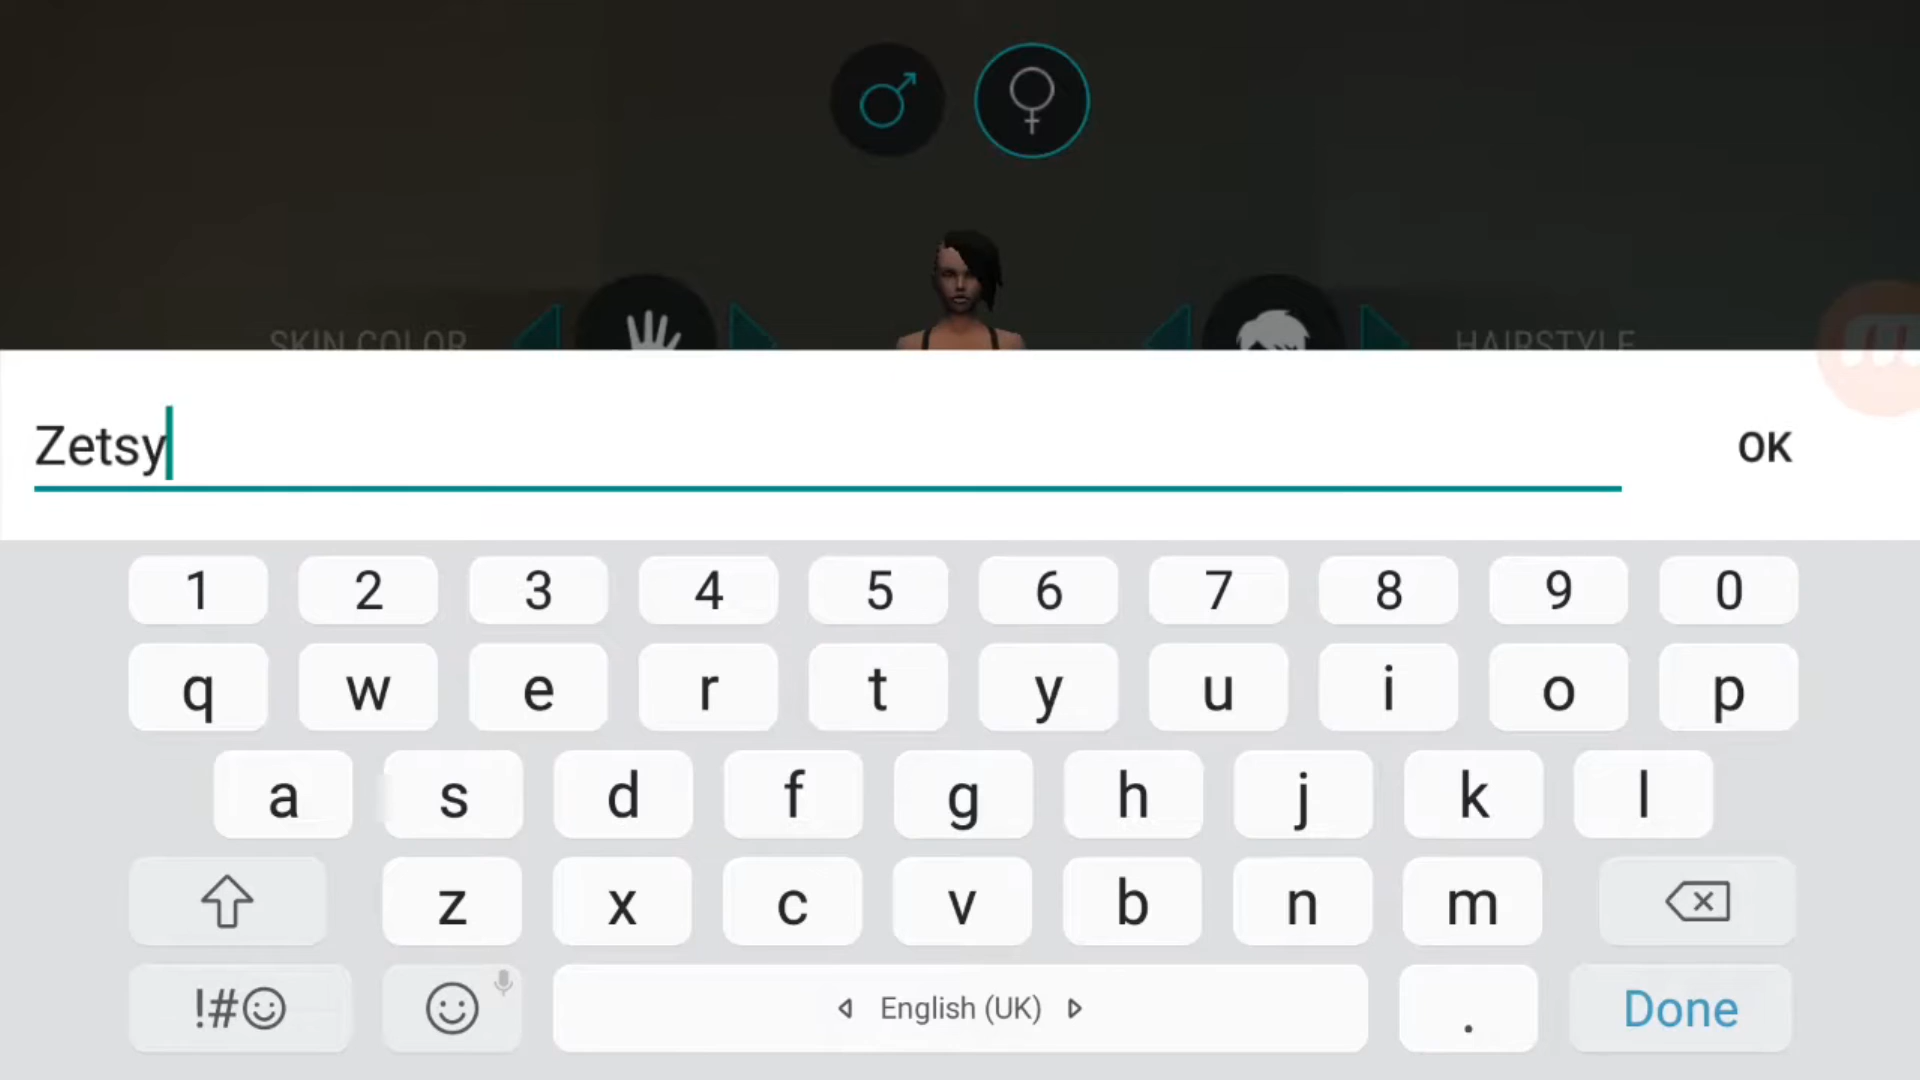 SKIN COLOR
HAIRSTYLE
Zetsy
OK
1 2 3 4 5 6 7 8 9 0
q w e r t y u i o p
a s d f g h j k l
z x c v b n m
!#☺ English (UK) . Done